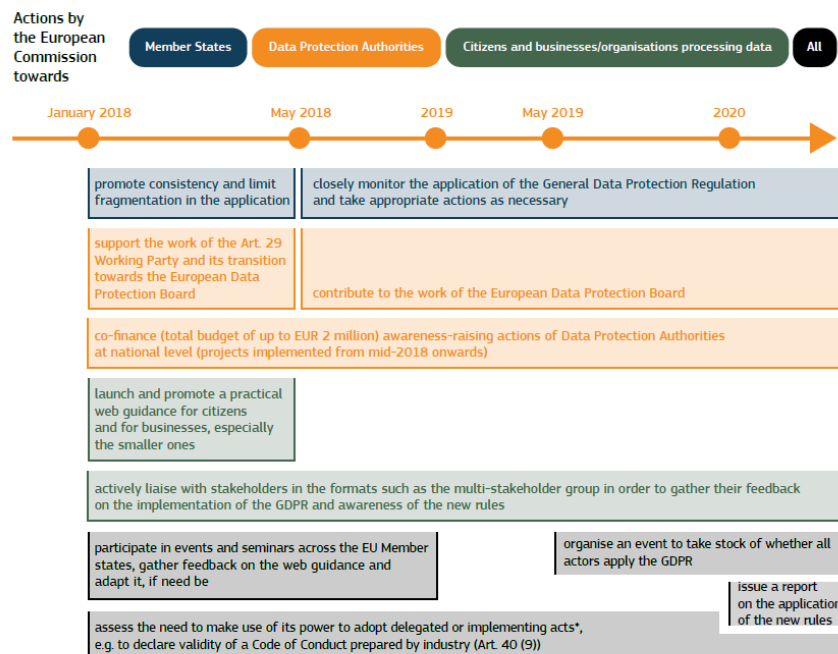 Actions by
the European
Commission
towards
Member States
Data Protection Authorities
Citizens and businesses/organisations processing data
All
January 2018
May 2018
2019
May 2019
2020
promote consistency and limit
fragmentation in the application
closely monitor the application of the General Data Protection Regulation
and take appropriate actions as necessary
support the work of the Art. 29
Working Party and its transition
towards the European Data
Protection Board
contribute to the work of the European Data Protection Board
co-finance (total budget of up to EUR 2 million) awareness-raising actions of Data Protection Authorities
at national level (projects implemented from mid-2018 onwards)
launch and promote a practical
web guidance for citizens
and for businesses, especially
the smaller ones
actively liaise with stakeholders in the formats such as the multi-stakeholder group in order to gather their feedback
on the implementation of the GDPR and awareness of the new rules
participate in events and seminars across the EU Member
states, gather feedback on the web guidance and
adapt it, if need be
organise an event to take stock of whether all
actors apply the GDPR
issue a report
on the application
of the new rules
assess the need to make use of its power to adopt delegated or implementing acts*,
e.g. to declare validity of a Code of Conduct prepared by industry (Art. 40 (9))